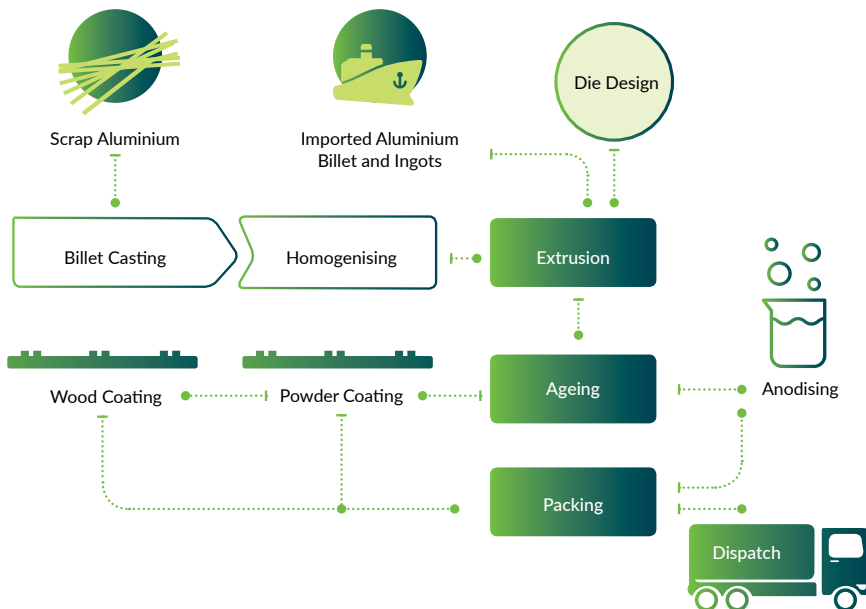 Die Design
Scrap Aluminium
Imported Aluminium
Billet and Ingots
Billet Casting
Homogenising
Extrusion
Wood Coating
Powder Coating
Ageing
Anodising
Packing
Dispatch